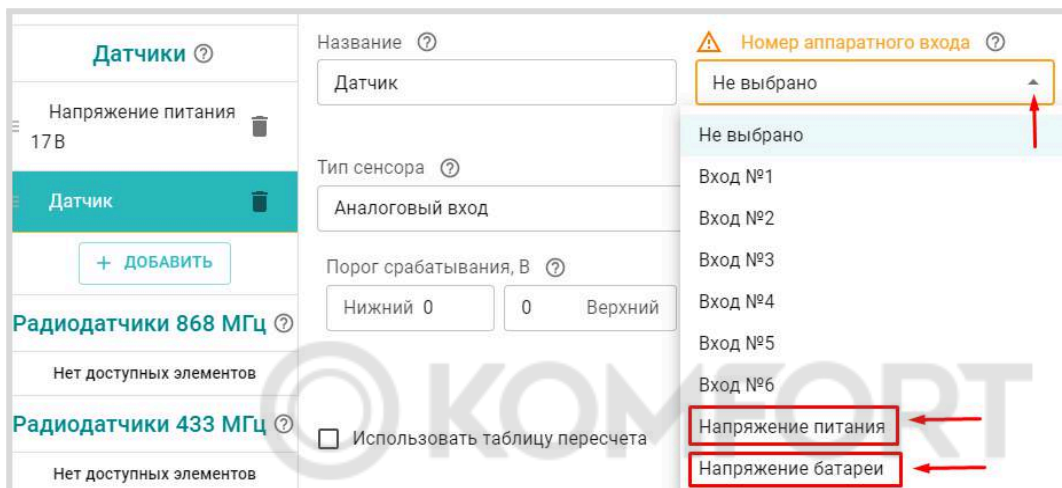 Датчики
Напряжение питания
17 В
Датчик
+ ДОБАВИТЬ
Радиодатчики 868 МГц
Нет доступных элементов
Радиодатчики 433 МГц
Нет доступных элементов
Название
Датчик
Тип сенсора
Аналоговый вход
Порог срабатывания, В
Нижний 0
0 Верхний
Использовать таблицу пересчета
Номер аппаратного входа
Не выбрано
Не выбрано
Вход №1
Вход №2
Вход №3
Вход №4
Вход №5
Вход №6
Напряжение питания
Напряжение батареи
KOMFORT